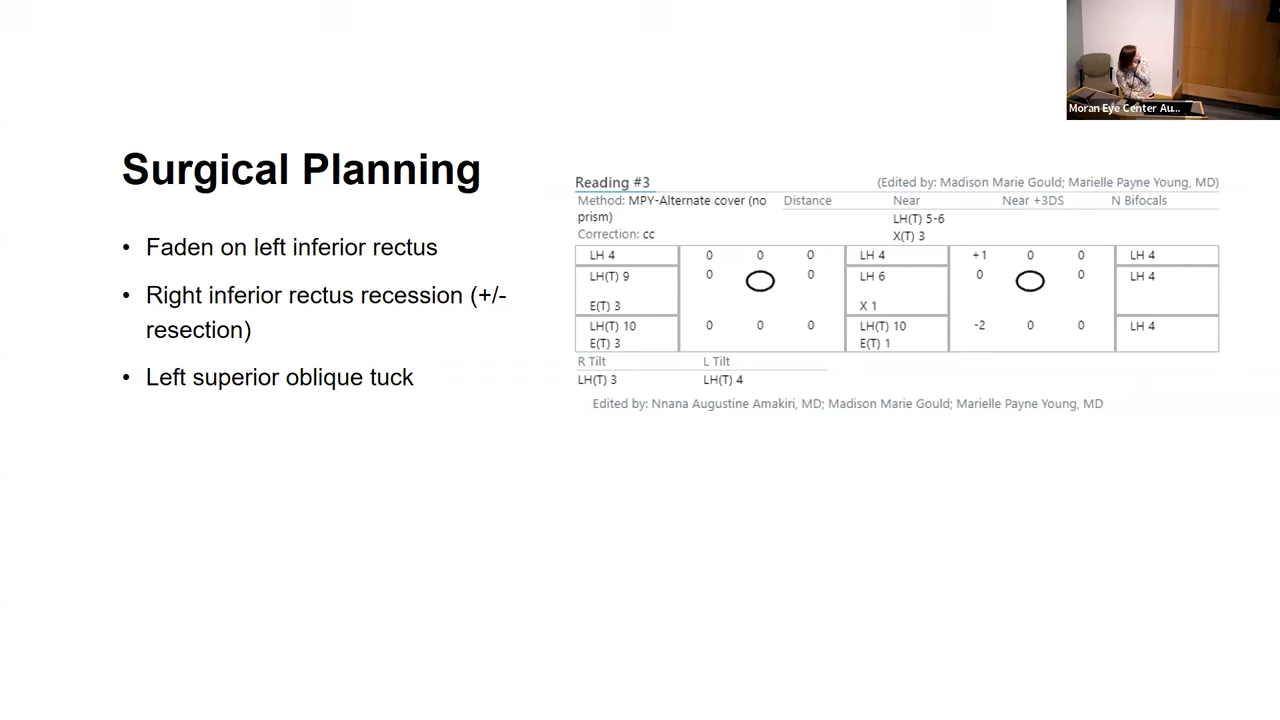 Moran Eye Center Au...
Surgical Planning
• Faden on left inferior rectus
• Right inferior rectus recession (+/-
resection)
• Left superior oblique tuck
Reading #3 (Edited by: Madison Marie Gould; Marielle Payne Young, MD)
Method: MPY-Alternate cover (no Distance Near Near +3DS N Bifocals
prism) LH(T) 5-6
Correction: cc X(T) 3
LH 4 0 0 0 LH 4 +1 0 0 LH 4
LH(T) 9 0 0 LH 6 0 0 LH 4
E(T) 3 X 1
LH(T) 10 0 0 0 LH(T) 10 -2 0 0 LH 4
E(T) 3 E(T) 1
R Tilt L Tilt
LH(T) 3 LH(T) 4
Edited by: Nnana Augustine Amakiri, MD; Madison Marie Gould; Marielle Payne Young, MD